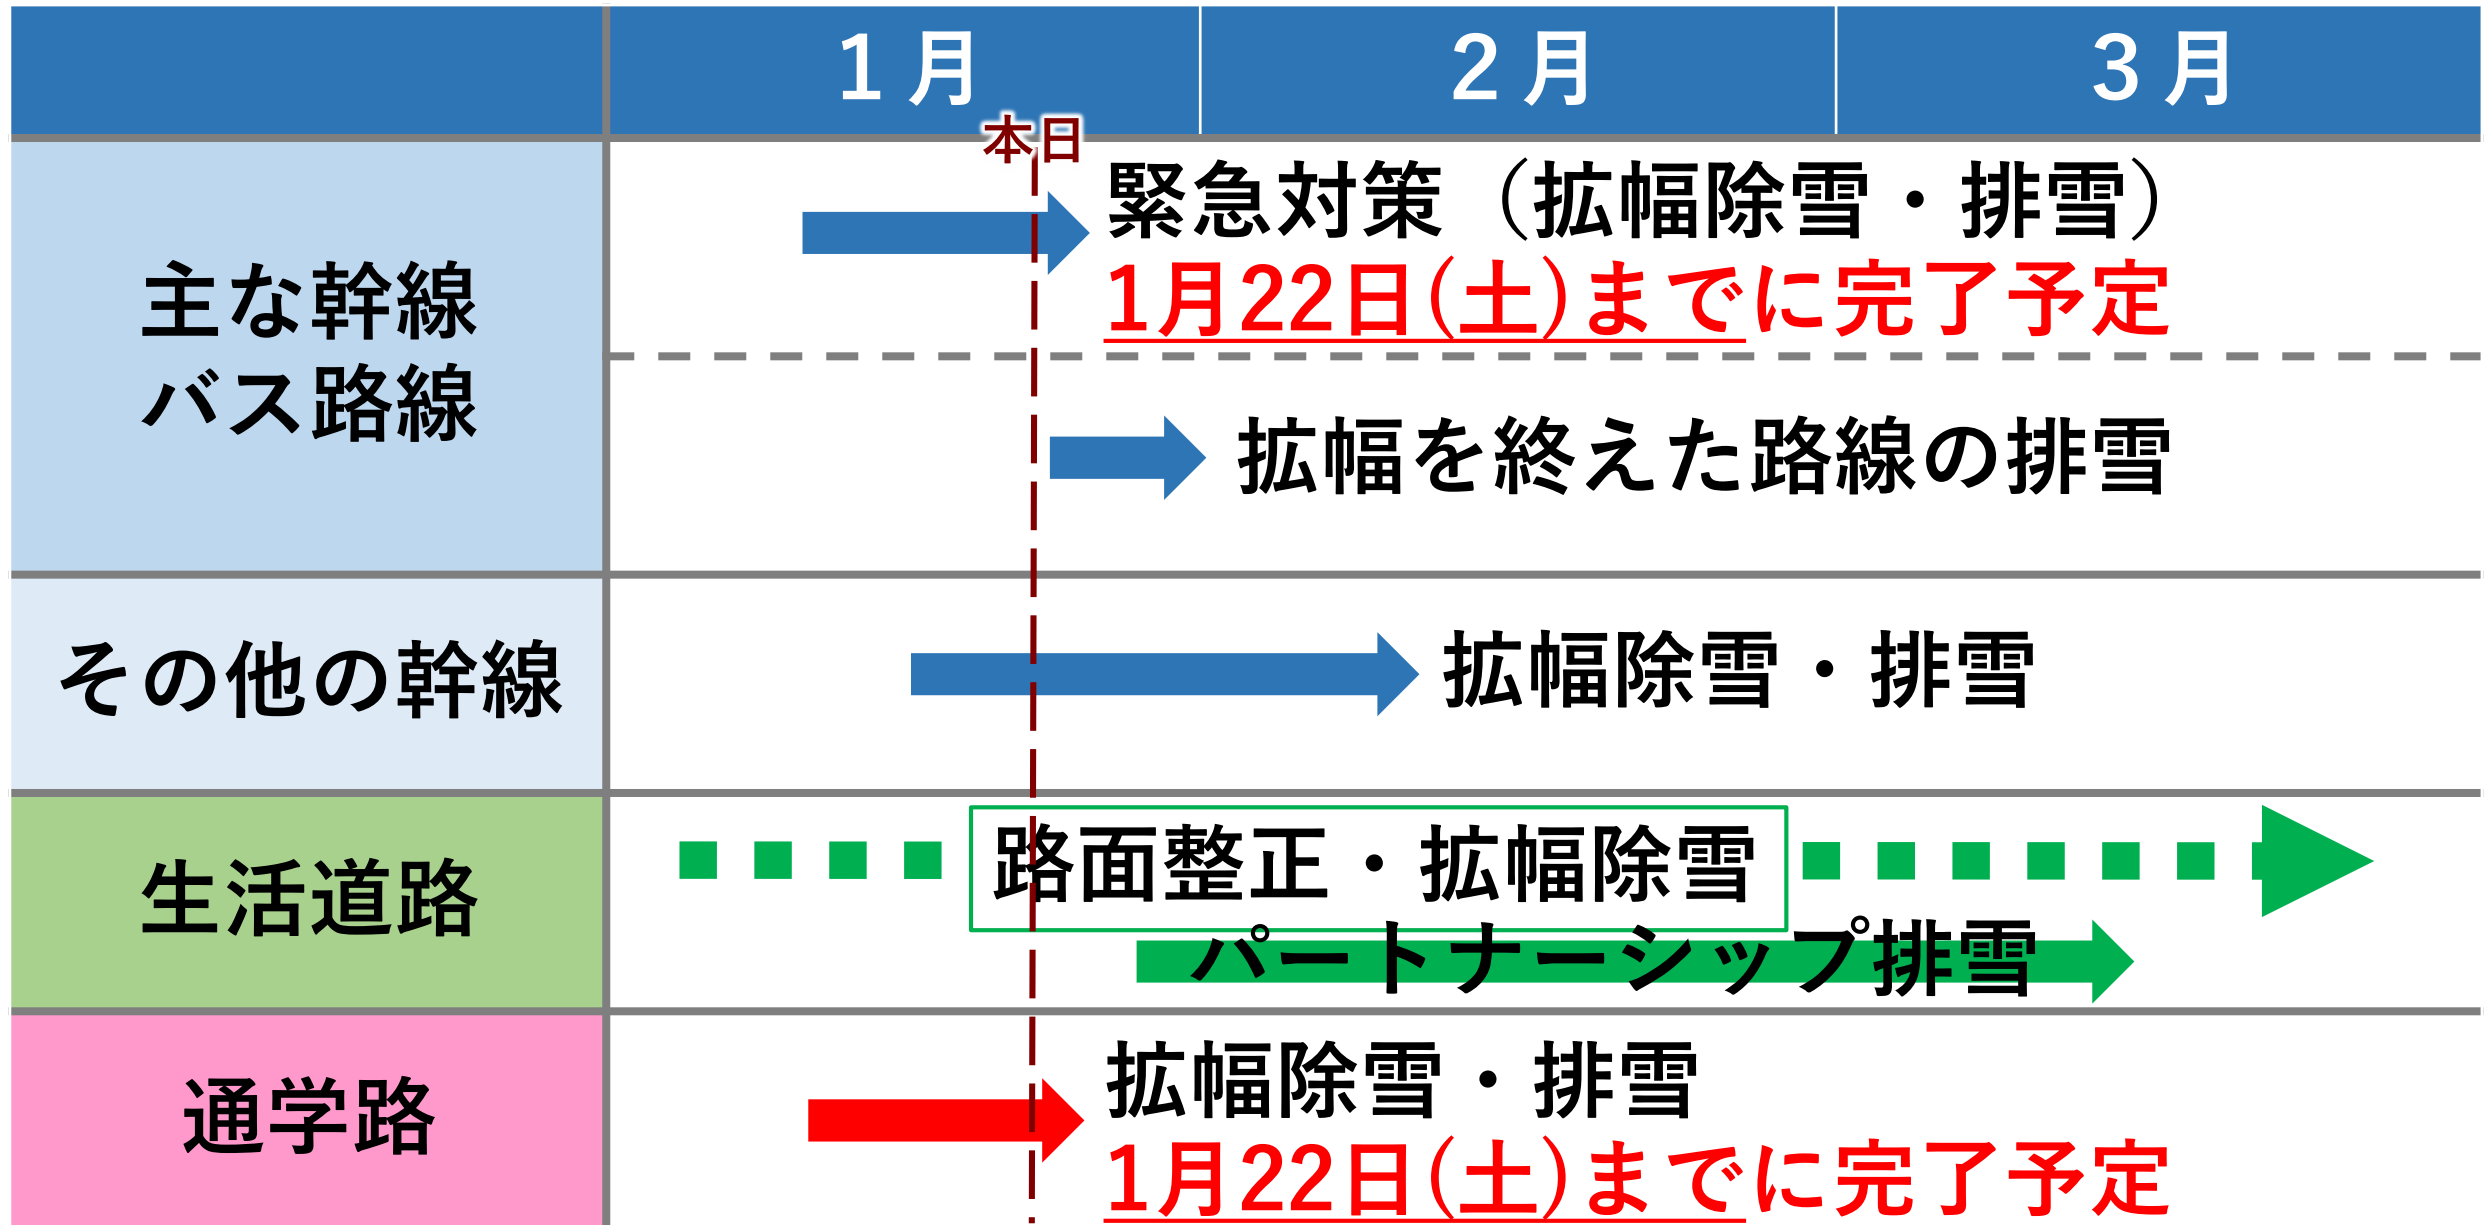 1月
2月
3月
本日
主な幹線
バス路線
緊急対策（拡幅除雪・排雪）
1月22日(土)までに完了予定
拡幅を終えた路線の排雪
その他の幹線
拡幅除雪・排雪
生活道路
路面整正・拡幅除雪
パートナーシップ排雪
通学路
拡幅除雪・排雪
1月22日(土)までに完了予定